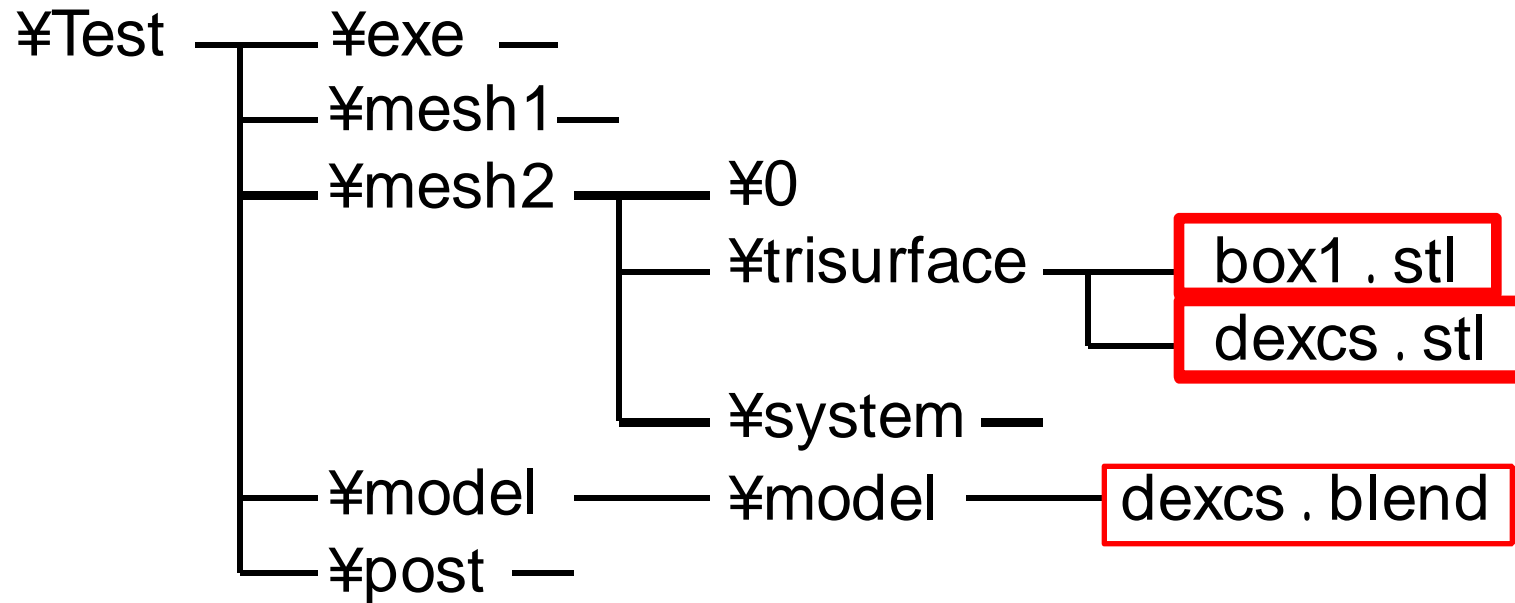 ¥Test ¥exe
¥mesh1
¥mesh2 ¥0
¥trisurface box1 . stl
dexcs . stl
¥system
¥model ¥model dexcs . blend
¥post